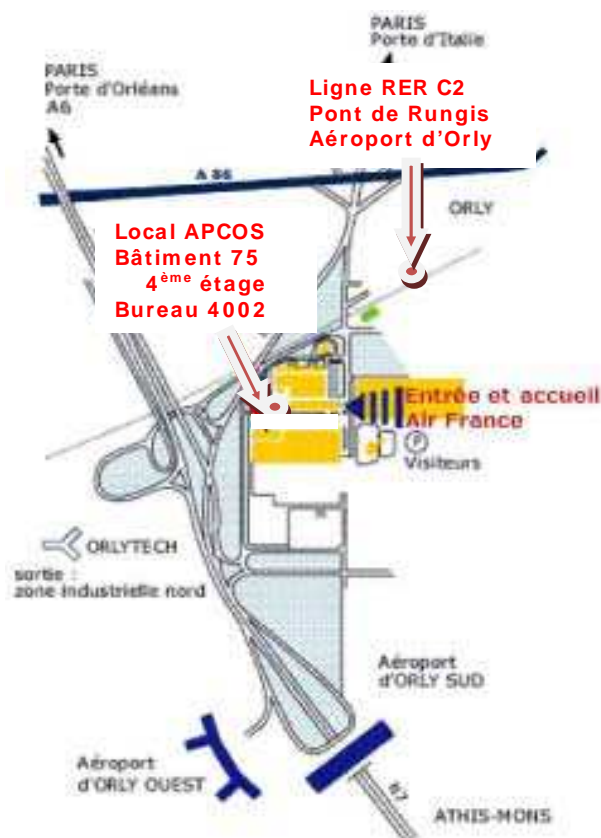 PARIS
Porte d'Italie
PARIS
Porte d'Orléans
A6
Ligne RER C2
Pont de Rungis
Aéroport d'Orly
A 86
ORLY
Local APCOS
Bâtiment 75
4ème étage
Bureau 4002
Entrée et accueil
Air France
P
Visiteurs
ORLYTECH
sortie :
zone industrielle nord
Aéroport
d'ORLY SUD
Aéroport
d'ORLY OUEST
ATHIS-MONS